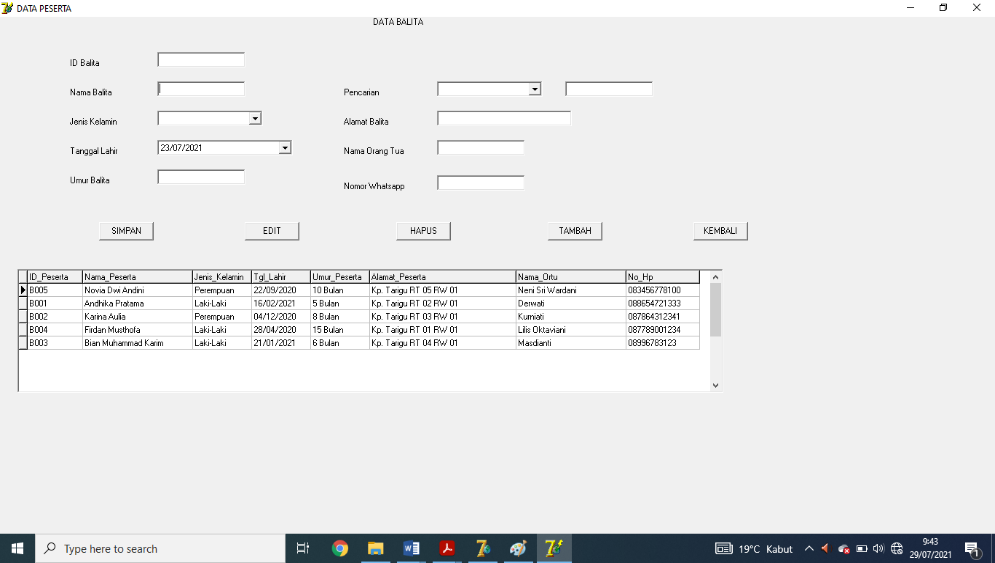 DATA PESERTA
DATA BALITA
ID Balita
Nama Balita
Pencarian
Jenis Kelamin
Alamat Balita
Tanggal Lahir 23/07/2021
Nama Orang Tua
Umur Balita
Nomor Whatsapp
SIMPAN EDIT HAPUS TAMBAH KEMBALI
ID_Peserta Nama_Peserta Jenis_Kelamin Tgl_Lahir Umur_Peserta Alamat_Peserta Nama_Ortu No_Hp
B005 Novia Dwi Andini Perempuan 22/09/2020 10 Bulan Kp. Tarigu RT 05 RW 01 Neni Sri Wardani 083456778100
B001 Andhika Pratama Laki-Laki 16/02/2021 5 Bulan Kp. Tarigu RT 02 RW 01 Derwati 088654721333
B002 Karina Aulia Perempuan 04/12/2020 8 Bulan Kp. Tarigu RT 03 RW 01 Kurniati 087864312341
B004 Firdan Musthofa Laki-Laki 28/04/2020 15 Bulan Kp. Tarigu RT 01 RW 01 Lilis Oktaviani 087789001234
B003 Bian Muhammad Karim Laki-Laki 21/01/2021 6 Bulan Kp. Tarigu RT 04 RW 01 Masdianti 08996783123
Type here to search
19°C Kabut
9:43
29/07/2021
1